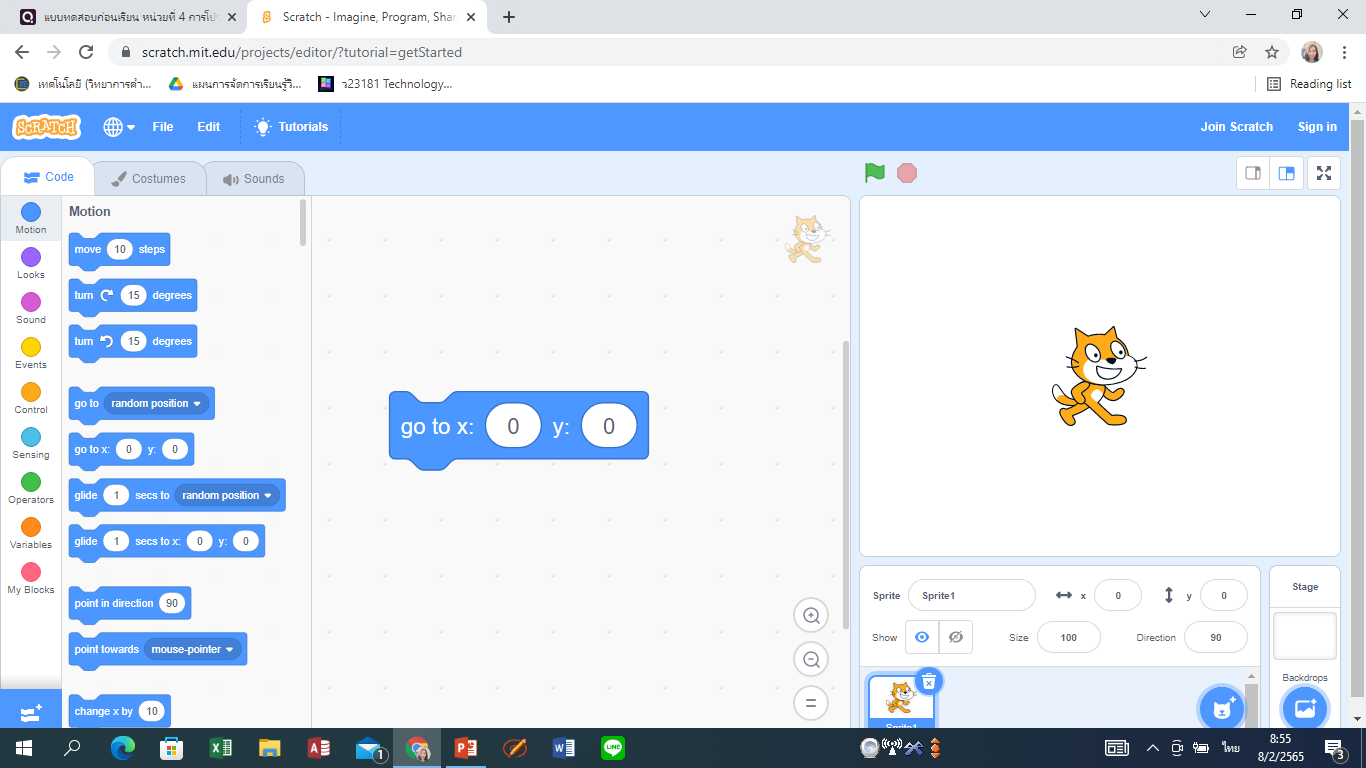 แบบทดสอบก่อนเรียน หน่วยที่ 4 การโป
Scratch - Imagine, Program, Shar
scratch.mit.edu/projects/editor/?tutorial=getStarted
เทคโนโลยี (วิทยาการคำ...
แผนการจัดการเรียนรู้วิ...
ว23181 Technology...
Reading list
SCRATCH
File
Edit
Tutorials
Join Scratch
Sign in
Code
Costumes
Sounds
Motion
Looks
Sound
Events
Control
Sensing
Operators
Variables
My Blocks
Motion
move 10 steps
turn 15 degrees
turn 15 degrees
go to random position
go to x: 0 y: 0
glide 1 secs to random position
glide 1 secs to x: 0 y: 0
point in direction 90
point towards mouse-pointer
change x by 10
go to x: 0 y: 0
Sprite Sprite1 x 0 y 0
Show Size 100 Direction 90
Sprite1
Stage
Backdrops
1
LINE
ไทย
8:55
8/2/2565
3